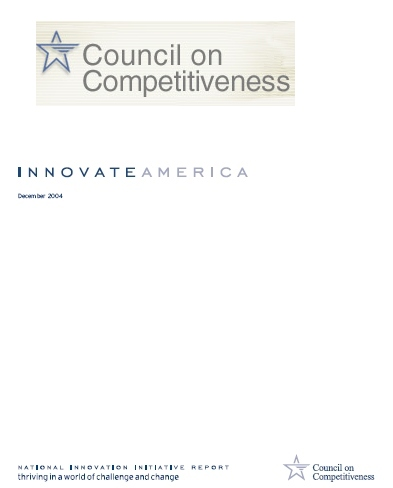 Council on
Competitiveness
INNOVATEAMERICA
December 2004
NATIONAL INNOVATION INITIATIVE REPORT
thriving in a world of challenge and change
Council on
Competitiveness